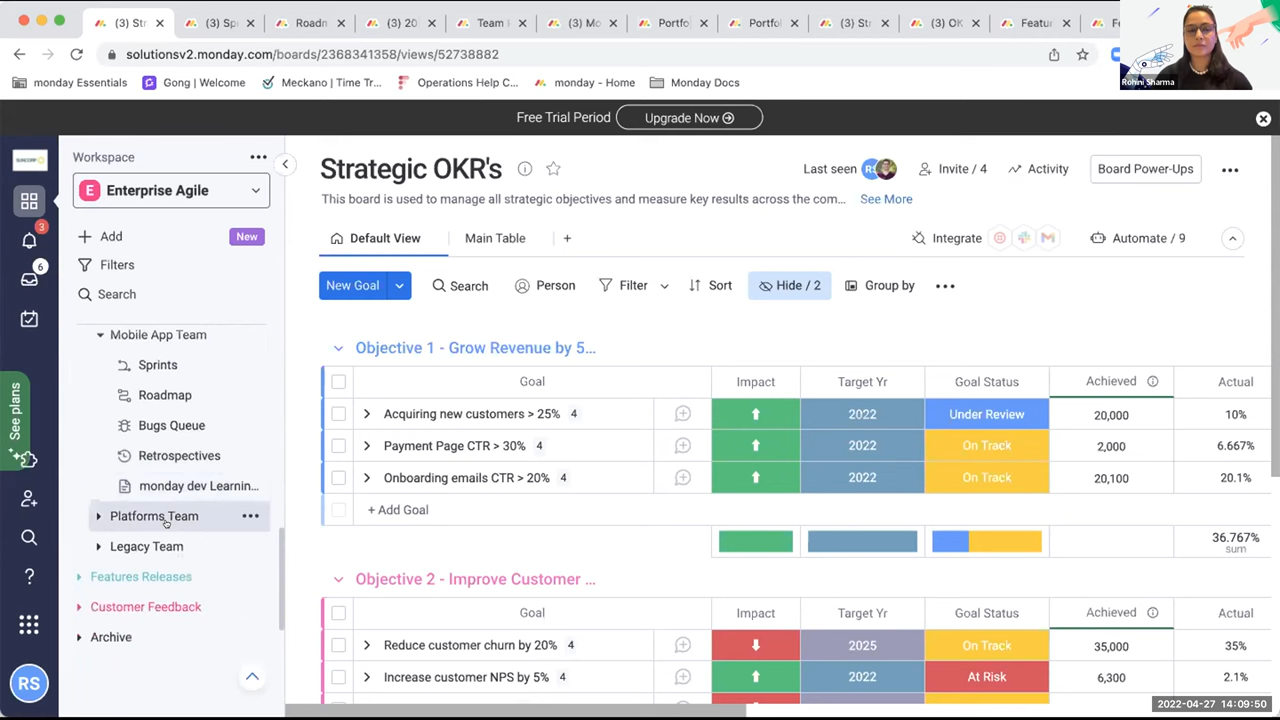 (3) St
(3) Sp
Roadm
(3) 20
Team
(3) Mo
Portfo
Portfol
(3) St
(3) OK
Featur
Fe
solutionsv2.monday.com/boards/2368341358/views/52738882
monday Essentials
Gong | Welcome
Meckano | Time Tr...
Operations Help C...
monday - Home
Monday Docs
Rohni Sharma
Free Trial Period
Upgrade Now
SUNCORP
Workspace
E Enterprise Agile
Add
New
Filters
Search
3
6
See plans
Mobile App Team
Sprints
Roadmap
Bugs Queue
Retrospectives
monday dev Learnin...
Platforms Team
Legacy Team
Features Releases
Customer Feedback
Archive
RS
Strategic OKR's
Last seen
Invite / 4
Activity
Board Power-Ups
This board is used to manage all strategic objectives and measure key results across the com...
See More
Default View
Main Table
+
Integrate
Automate / 9
New Goal
Search
Person
Filter
Sort
Hide / 2
Group by
Objective 1 - Grow Revenue by 5...
Goal Impact Target Yr Goal Status Achieved Actual
Acquiring new customers > 25% 4 2022 Under Review 20,000 10%
Payment Page CTR > 30% 4 2022 On Track 2,000 6.667%
Onboarding emails CTR > 20% 4 2022 On Track 20,100 20.1%
+ Add Goal
36.767%
sum
Objective 2 - Improve Customer ...
Goal Impact Target Yr Goal Status Achieved Actual
Reduce customer churn by 20% 4 2025 On Track 35,000 35%
Increase customer NPS by 5% 4 2022 At Risk 6,300 2.1%
2022-04-27 14:09:50